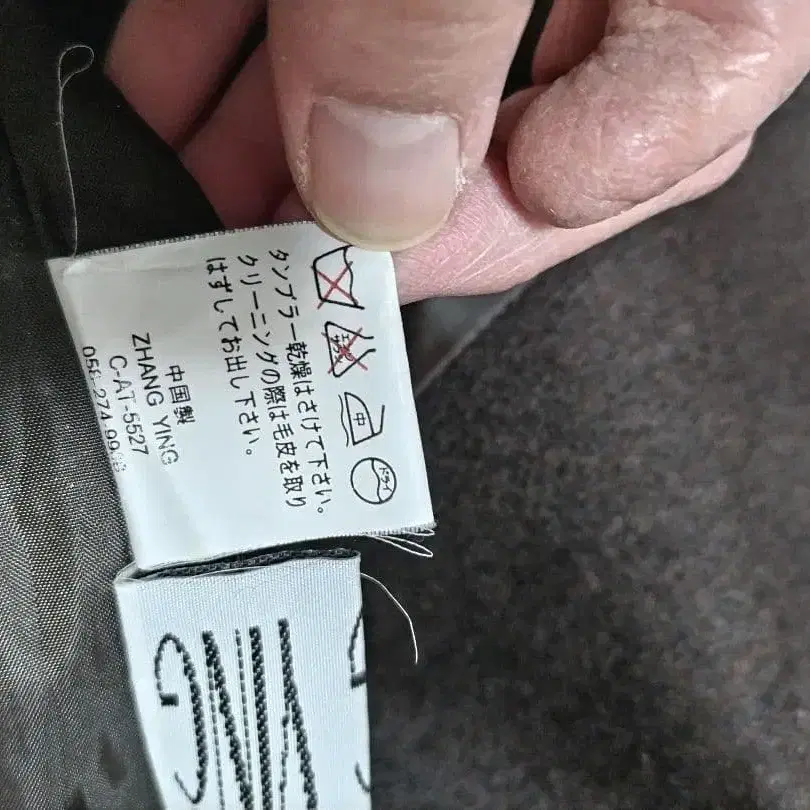 中
ドライ
タンブラー乾燥はさけて下さい。
クリーニングの際は毛皮を取り
はずしてお出し下さい。
中国製
ZHANG YING
C-AT-5527